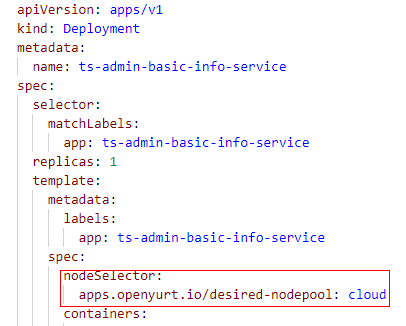 apiVersion: apps/v1
kind: Deployment
metadata:
  name: ts-admin-basic-info-service
spec:
  selector:
    matchLabels:
      app: ts-admin-basic-info-service
  replicas: 1
  template:
    metadata:
      labels:
        app: ts-admin-basic-info-service
    spec:
      nodeSelector:
        apps.openyurt.io/desired-nodepool: cloud
      containers: